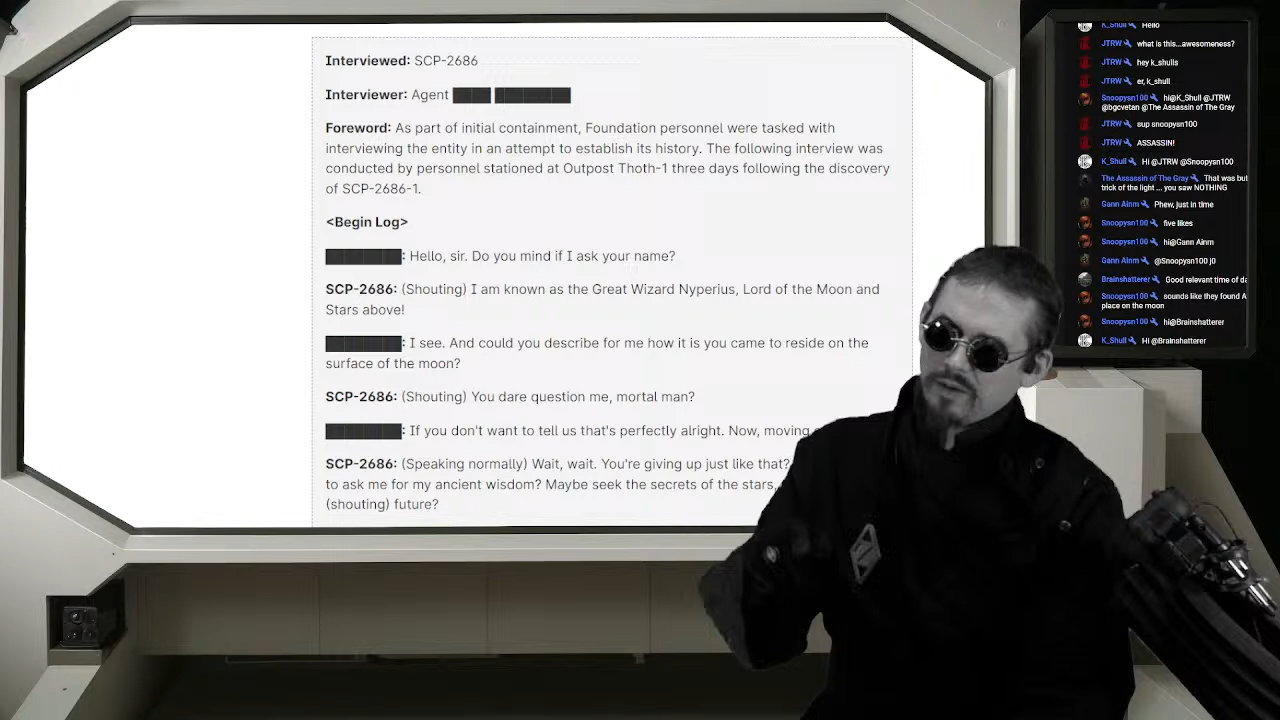 Interviewed: SCP-2686
Interviewer: Agent
Foreword: As part of initial containment, Foundation personnel were tasked with
interviewing the entity in an attempt to establish its history. The following interview was
conducted by personnel stationed at Outpost Thoth-1 three days following the discovery
of SCP-2686-1.
<Begin Log>
: Hello, sir. Do you mind if I ask your name?
SCP-2686: (Shouting) I am known as the Great Wizard Nyperius, Lord of the Moon and
Stars above!
: I see. And could you describe for me how it is you came to reside on the
surface of the moon?
SCP-2686: (Shouting) You dare question me, mortal man?
: If you don't want to tell us that's perfectly alright. Now, moving
SCP-2686: (Speaking normally) Wait, wait. You're giving up just like that?
to ask me for my ancient wisdom? Maybe seek the secrets of the stars,
(shouting) future?
K_Shull Hello
JTRW what is this...awesomeness?
JTRW hey k_shulls
JTRW er, k_shull
Snoopysn100 hi@K_Shull @JTRW
@bgcvetan @The Assassin of The Gray
JTRW sup snoopysn100
JTRW ASSASSIN!
K_Shull Hi @JTRW @Snoopysn100
The Assassin of The Gray That was but
trick of the light ... you saw NOTHING
Gann Ainm Phew, just in time
Snoopysn100 five likes
Snoopysn100 hi@Gann Ainm
Gann Ainm @Snoopysn100 jO
Brainshatterer Good relevant time of da
Snoopysn100 sounds like they found A
place on the moon
Snoopysn100 hi@Brainshatterer
K_Shull Hi @Brainshatterer